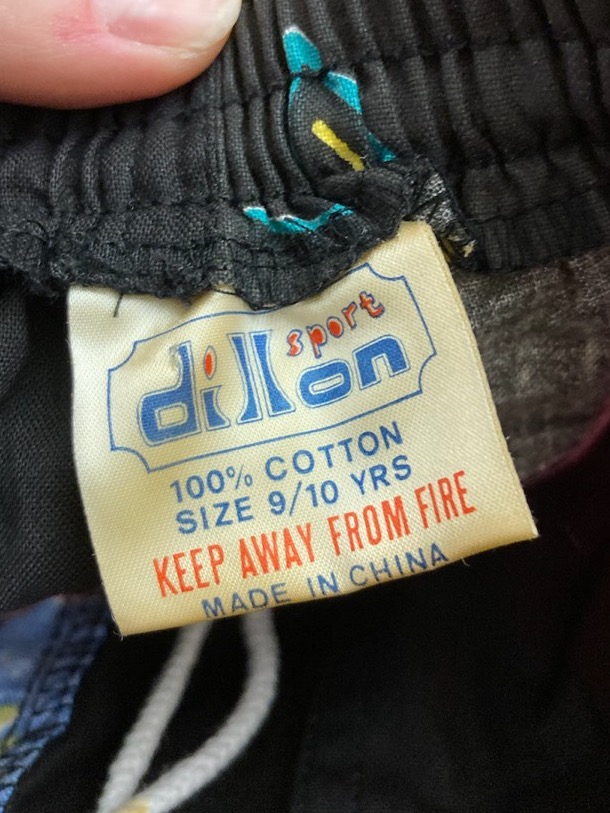 dillon sport
100% COTTON
SIZE 9/10 YRS
KEEP AWAY FROM FIRE
MADE IN CHINA